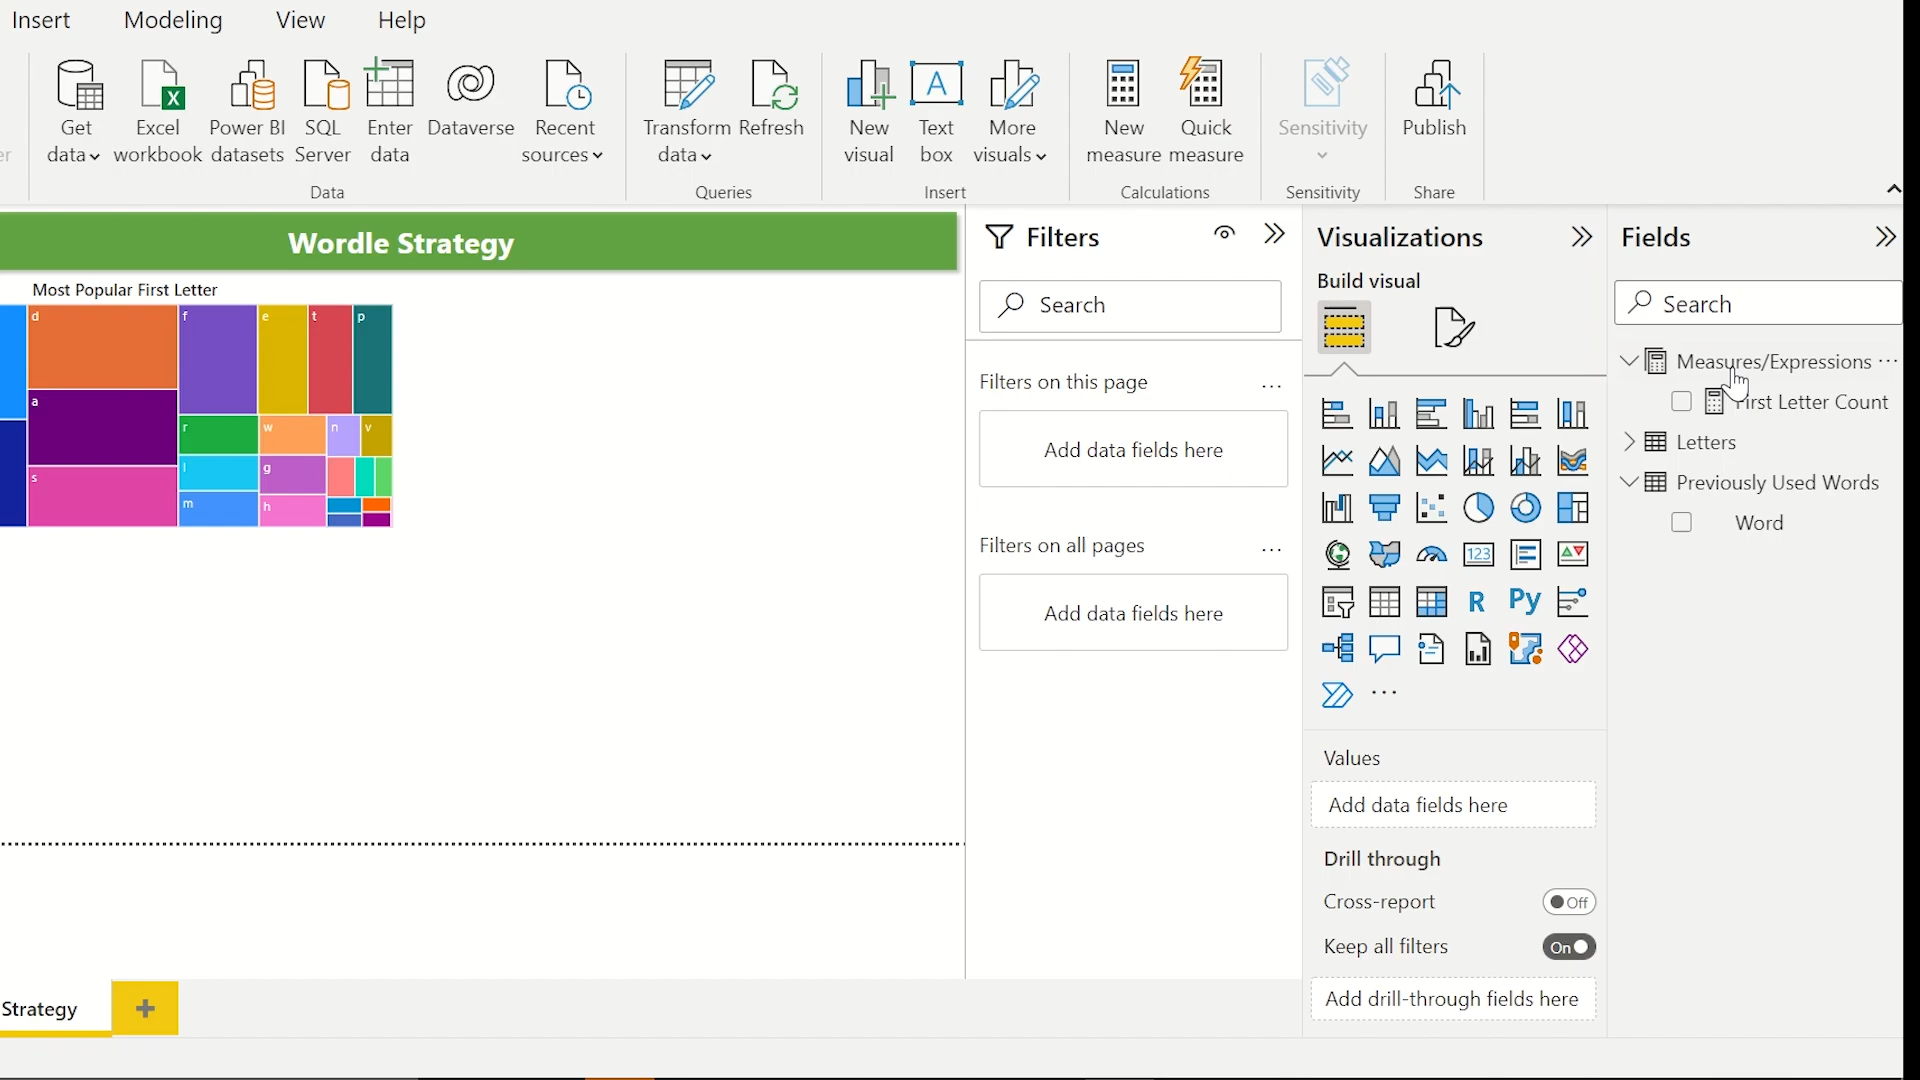 Insert Modeling View Help
Get data
Excel workbook
Power BI datasets
SQL Server
Enter data
Dataverse
Recent sources
Transform data
Refresh
New visual
Text box
More visuals
New measure
Quick measure
Sensitivity
Publish
Data
Queries
Insert
Calculations
Sensitivity
Share
Wordle Strategy
Most Popular First Letter
d
f
e
t
p
a
r
w
n
v
s
l
g
m
h
Filters
Search
Filters on this page ...
Add data fields here
Filters on all pages ...
Add data fields here
Visualizations
Build visual
123
R
Py
...
Values
Add data fields here
Drill through
Cross-report Off
Keep all filters On
Add drill-through fields here
Fields
Search
Measures/Expressions ...
First Letter Count
Letters
Previously Used Words
Word
Strategy +